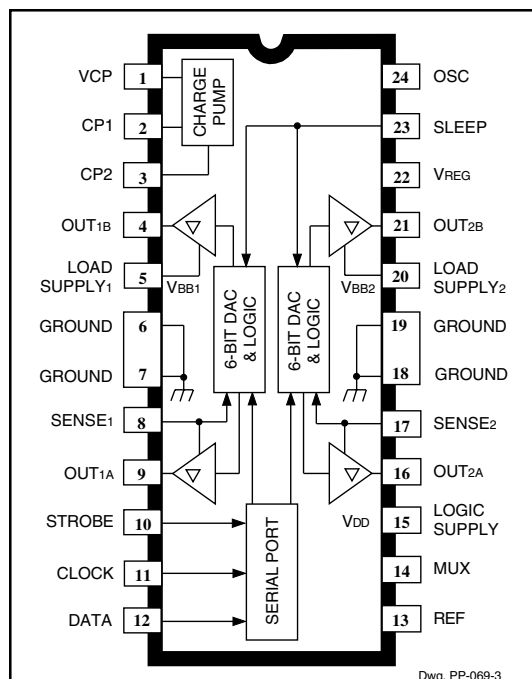 VCP 1
CP1 2
CP2 3
OUT1B 4
LOAD
SUPPLY1 5
GROUND 6
GROUND 7
SENSE1 8
OUT1A 9
STROBE 10
CLOCK 11
DATA 12
CHARGE
PUMP
VBB1
6-BIT DAC
& LOGIC
6-BIT DAC
& LOGIC
VBB2
SERIAL PORT
VDD
24 OSC
23 SLEEP
22 VREG
21 OUT2B
20 LOAD
SUPPLY2
19 GROUND
18 GROUND
17 SENSE2
16 OUT2A
15 LOGIC
SUPPLY
14 MUX
13 REF
Dwg. PP-069-3